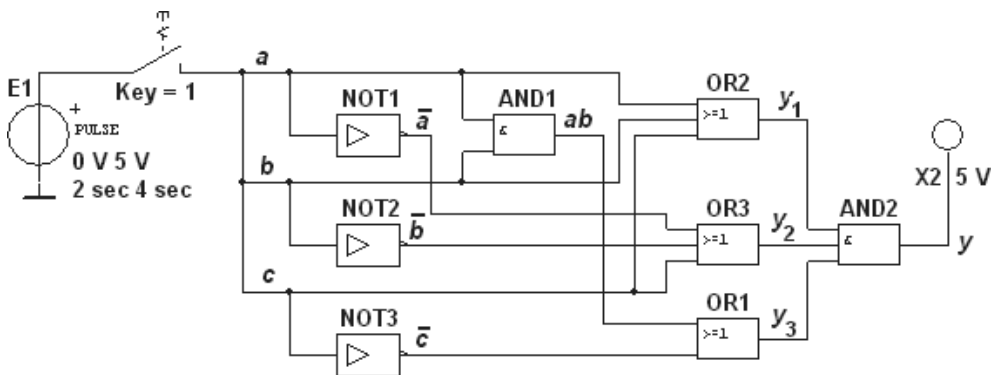 E1
+
PULSE
0 V 5 V
2 sec 4 sec
Key = 1
a
b
c
NOT1
a̅
NOT2
b̅
NOT3
c̅
AND1
&
ab
OR2
>=1
y₁
OR3
>=1
y₂
OR1
>=1
y₃
AND2
&
y
X2 5 V